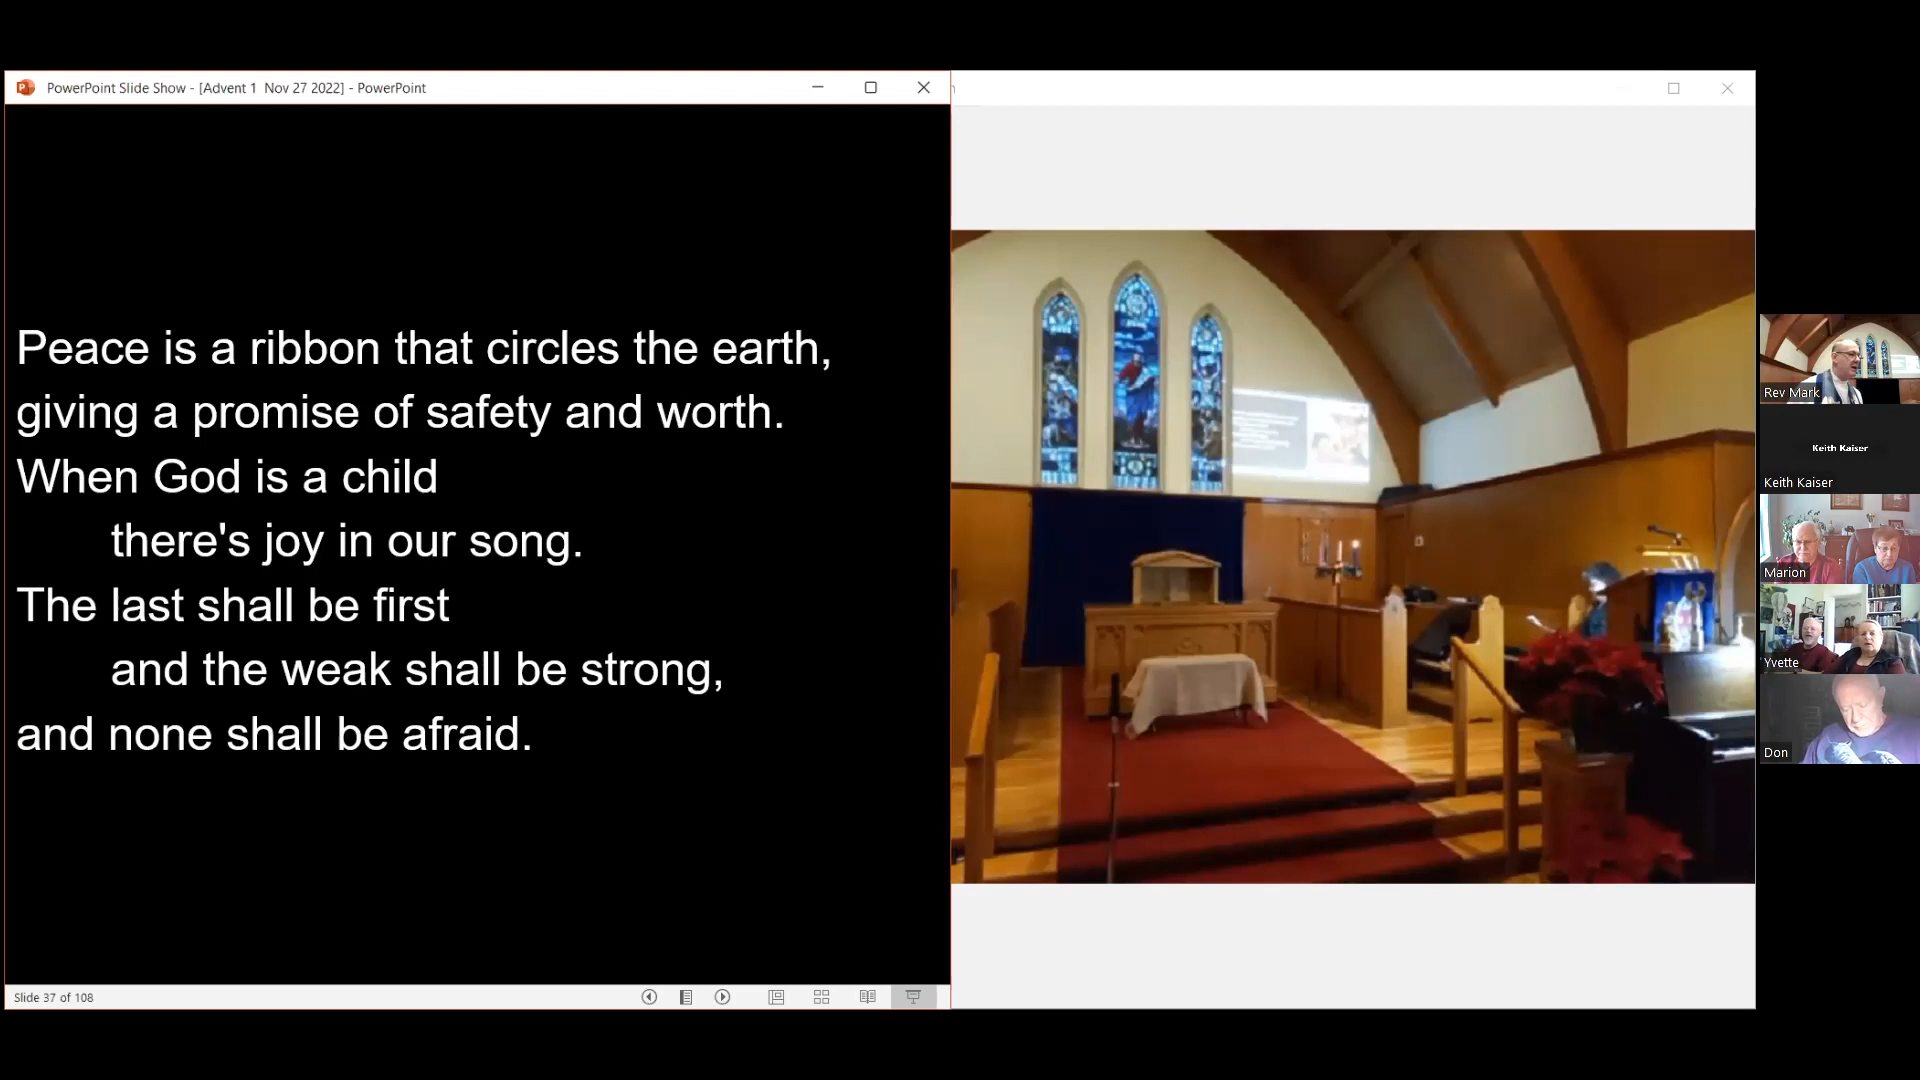 PowerPoint Slide Show - [Advent 1  Nov 27 2022] - PowerPoint
Peace is a ribbon that circles the earth,
giving a promise of safety and worth.
When God is a child
there's joy in our song.
The last shall be first
and the weak shall be strong,
and none shall be afraid.
Slide 37 of 108
Rev Mark
Keith Kaiser
Keith Kaiser
Marion
Yvette
Don